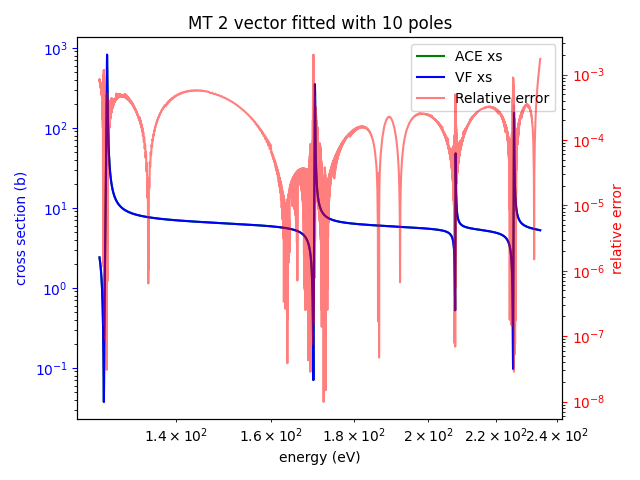 MT 2 vector fitted with 10 poles
ACE xs
VF xs
Relative error
cross section (b)
10³
10²
10¹
10⁰
10⁻¹
10⁻³
10⁻⁴
10⁻⁵
10⁻⁶
10⁻⁷
10⁻⁸
relative error
1.4 × 10² 1.6 × 10² 1.8 × 10² 2 × 10² 2.2 × 10² 2.4 × 10²
energy (eV)